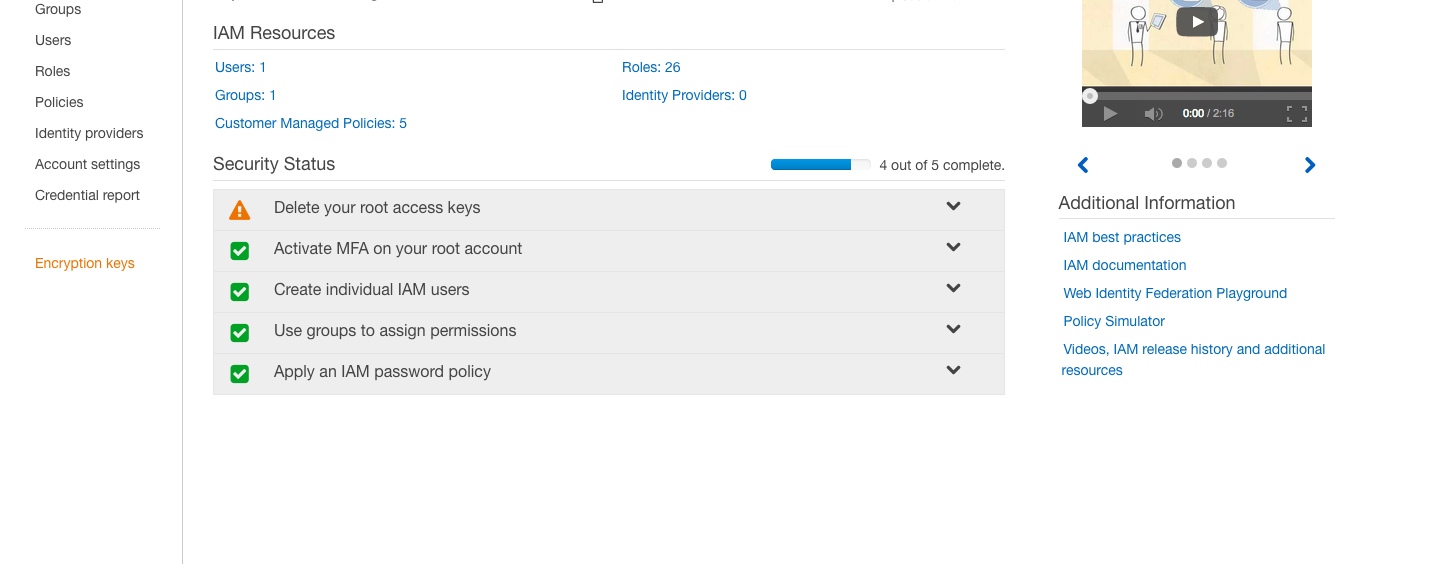 Groups
Users
Roles
Policies
Identity providers
Account settings
Credential report
Encryption keys
IAM Resources
Users: 1
Roles: 26
Groups: 1
Identity Providers: 0
Customer Managed Policies: 5
Security Status
4 out of 5 complete.
Delete your root access keys
Activate MFA on your root account
Create individual IAM users
Use groups to assign permissions
Apply an IAM password policy
0:00 / 2:16
Additional Information
IAM best practices
IAM documentation
Web Identity Federation Playground
Policy Simulator
Videos, IAM release history and additional
resources